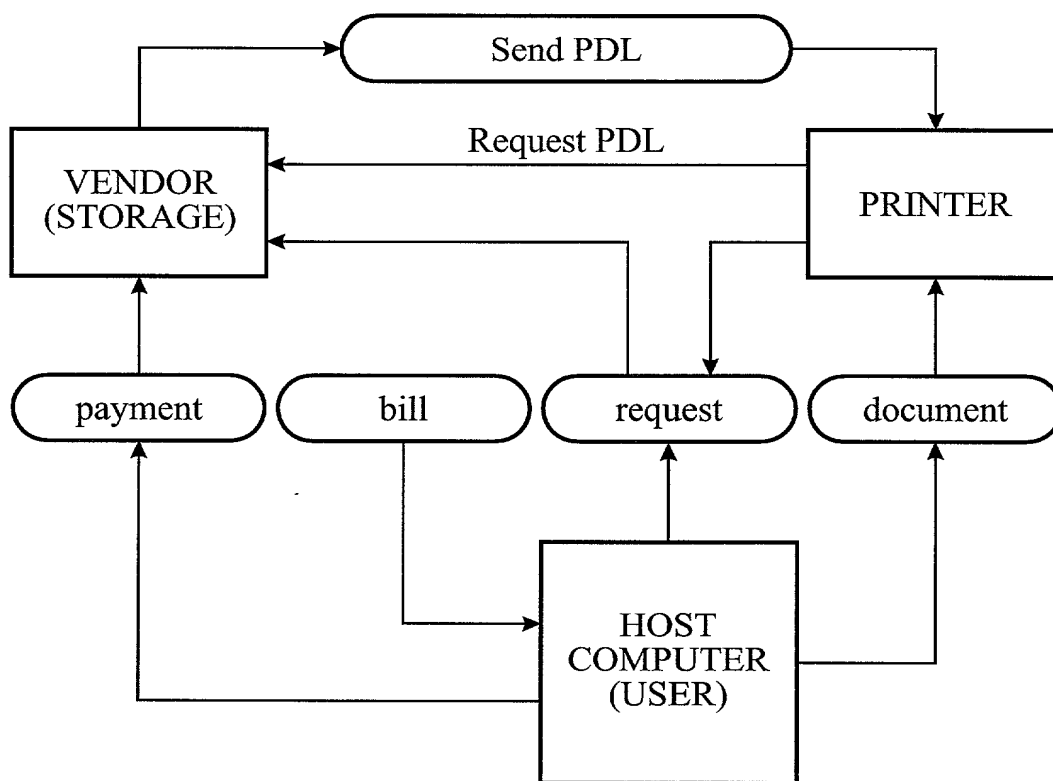 Send PDL
Request PDL
VENDOR
(STORAGE)
PRINTER
payment
bill
request
document
HOST
COMPUTER
(USER)